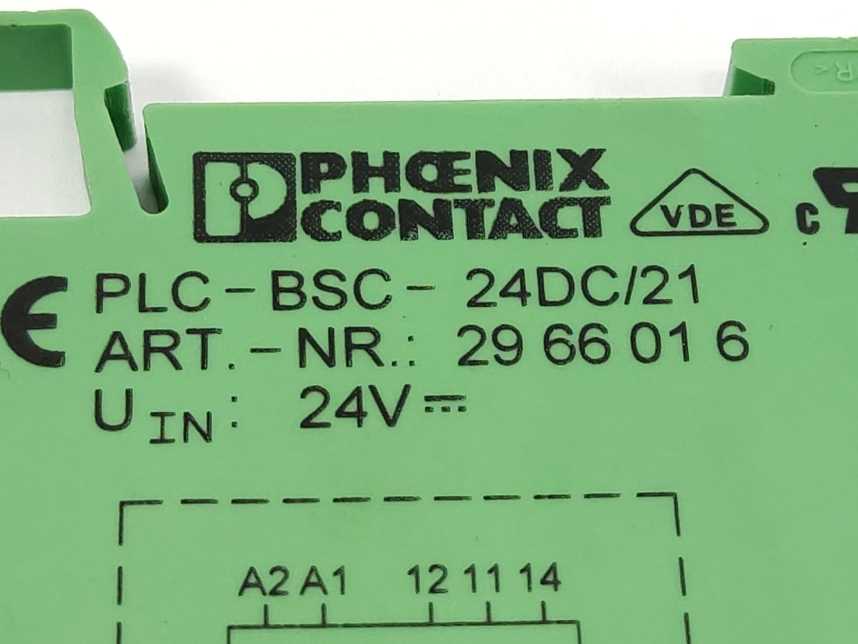 PHŒNIX
CONTACT
VDE
C
CE
PLC-BSC- 24DC/21
ART.-NR.: 29 66 01 6
UIN: 24V
A2 A1 12 11 14